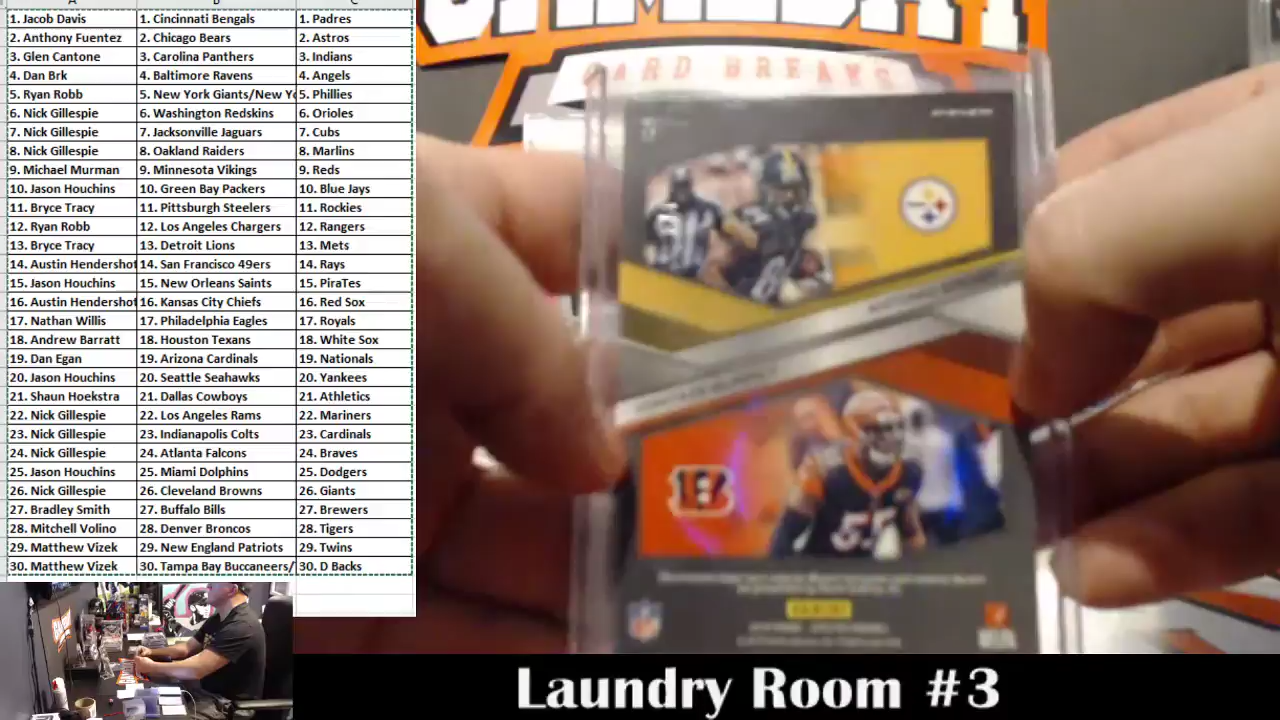 1. Jacob Davis 1. Cincinnati Bengals 1. Padres
2. Anthony Fuentez 2. Chicago Bears 2. Astros
3. Glen Cantone 3. Carolina Panthers 3. Indians
4. Dan Brk 4. Baltimore Ravens 4. Angels
5. Ryan Robb 5. New York Giants/New Yo 5. Phillies
6. Nick Gillespie 6. Washington Redskins 6. Orioles
7. Nick Gillespie 7. Jacksonville Jaguars 7. Cubs
8. Nick Gillespie 8. Oakland Raiders 8. Marlins
9. Michael Murman 9. Minnesota Vikings 9. Reds
10. Jason Houchins 10. Green Bay Packers 10. Blue Jays
11. Bryce Tracy 11. Pittsburgh Steelers 11. Rockies
12. Ryan Robb 12. Los Angeles Chargers 12. Rangers
13. Bryce Tracy 13. Detroit Lions 13. Mets
14. Austin Hendershot 14. San Francisco 49ers 14. Rays
15. Jason Houchins 15. New Orleans Saints 15. PiraTes
16. Austin Hendershot 16. Kansas City Chiefs 16. Red Sox
17. Nathan Willis 17. Philadelphia Eagles 17. Royals
18. Andrew Barratt 18. Houston Texans 18. White Sox
19. Dan Egan 19. Arizona Cardinals 19. Nationals
20. Jason Houchins 20. Seattle Seahawks 20. Yankees
21. Shaun Hoekstra 21. Dallas Cowboys 21. Athletics
22. Nick Gillespie 22. Los Angeles Rams 22. Mariners
23. Nick Gillespie 23. Indianapolis Colts 23. Cardinals
24. Nick Gillespie 24. Atlanta Falcons 24. Braves
25. Jason Houchins 25. Miami Dolphins 25. Dodgers
26. Nick Gillespie 26. Cleveland Browns 26. Giants
27. Bradley Smith 27. Buffalo Bills 27. Brewers
28. Mitchell Volino 28. Denver Broncos 28. Tigers
29. Matthew Vizek 29. New England Patriots 29. Twins
30. Matthew Vizek 30. Tampa Bay Buccaneers/ 30. D Backs
GAMEDAY
CARD BREAKS
Steelers
55
PANINI
NFL
Laundry Room #3